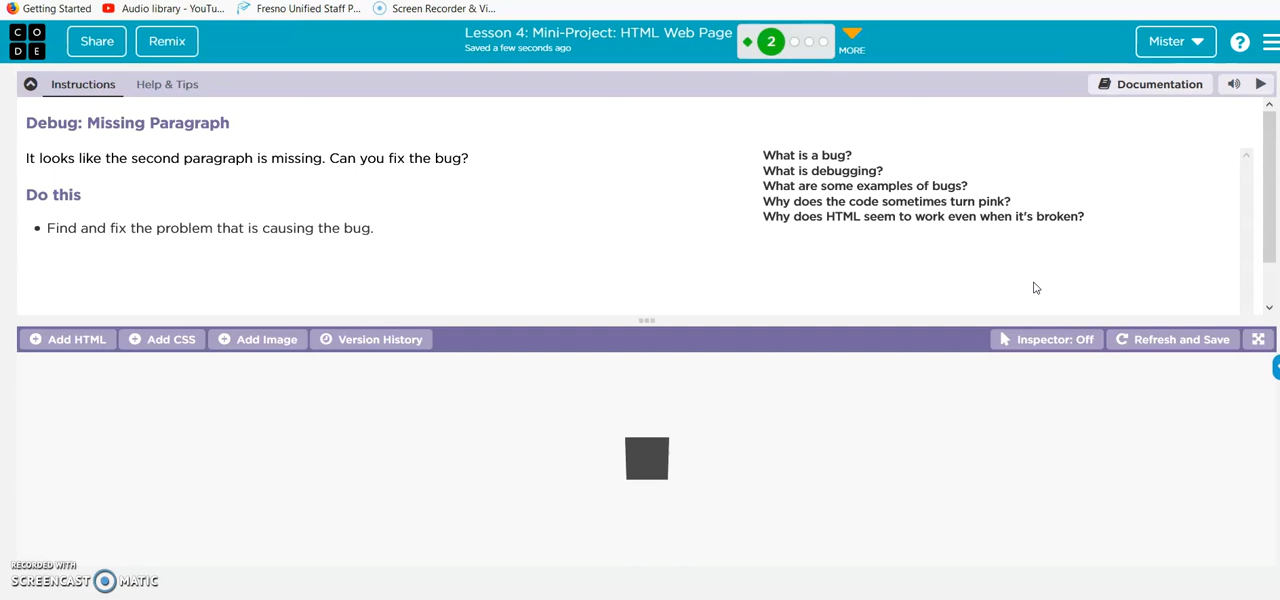 Getting Started Audio library - YouTu... Fresno Unified Staff P... Screen Recorder & Vi...
CO
DE
Share Remix Lesson 4: Mini-Project: HTML Web Page
Saved a few seconds ago
2
MORE
Mister
?
Instructions Help & Tips Documentation
Debug: Missing Paragraph
It looks like the second paragraph is missing. Can you fix the bug?
Do this
• Find and fix the problem that is causing the bug.
What is a bug?
What is debugging?
What are some examples of bugs?
Why does the code sometimes turn pink?
Why does HTML seem to work even when it's broken?
Add HTML Add CSS Add Image Version History Inspector: Off Refresh and Save
RECORDED WITH
SCREENCAST MATIC